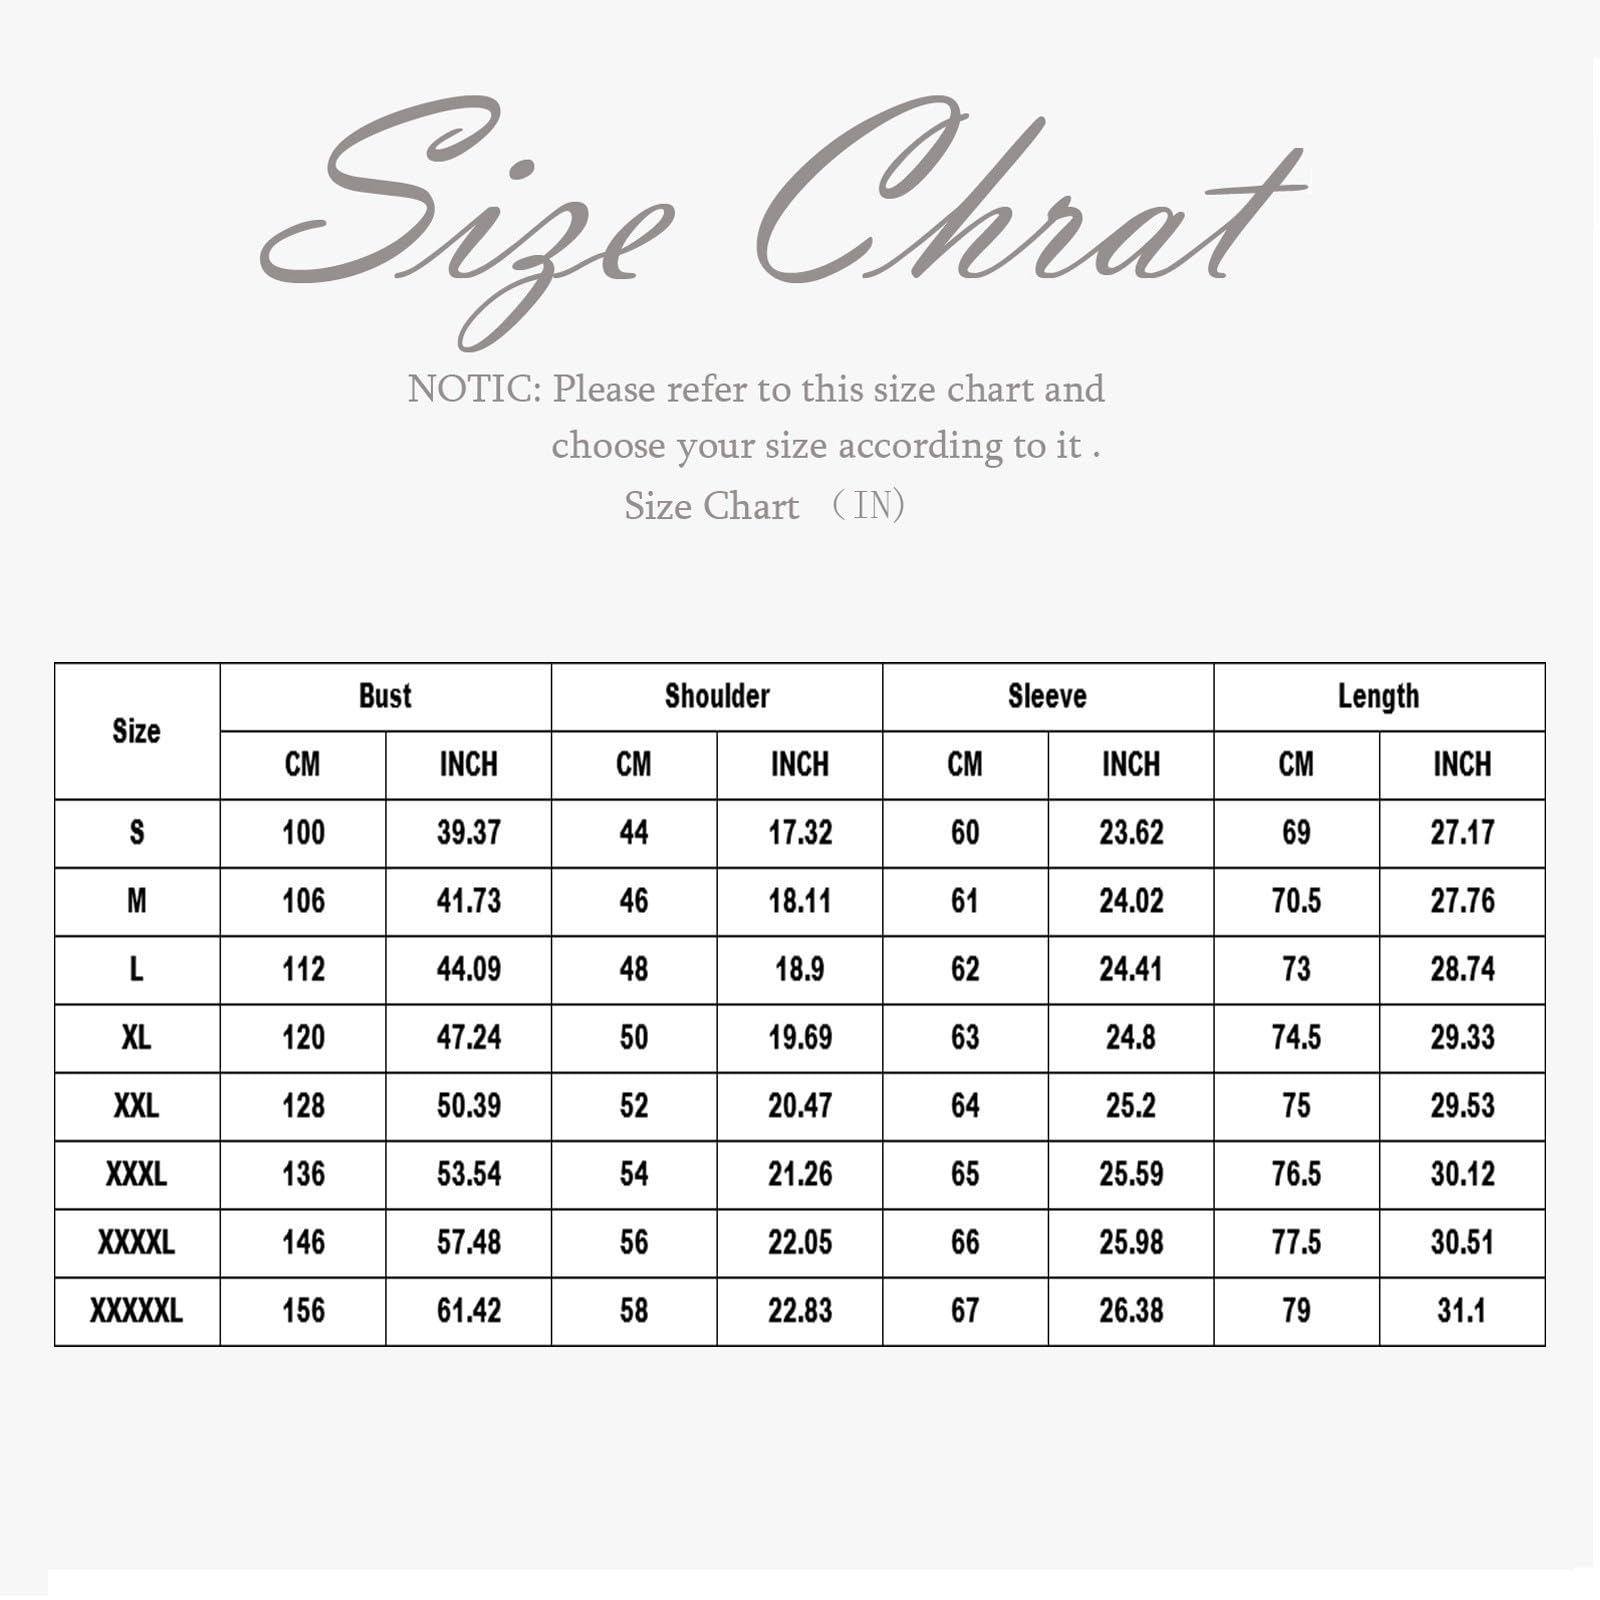 Size Chrat
NOTIC: Please refer to this size chart and
choose your size according to it .
Size Chart （IN)
Size Bust Shoulder Sleeve Length
CM INCH CM INCH CM INCH CM INCH
S 100 39.37 44 17.32 60 23.62 69 27.17
M 106 41.73 46 18.11 61 24.02 70.5 27.76
L 112 44.09 48 18.9 62 24.41 73 28.74
XL 120 47.24 50 19.69 63 24.8 74.5 29.33
XXL 128 50.39 52 20.47 64 25.2 75 29.53
XXXL 136 53.54 54 21.26 65 25.59 76.5 30.12
XXXXL 146 57.48 56 22.05 66 25.98 77.5 30.51
XXXXXL 156 61.42 58 22.83 67 26.38 79 31.1